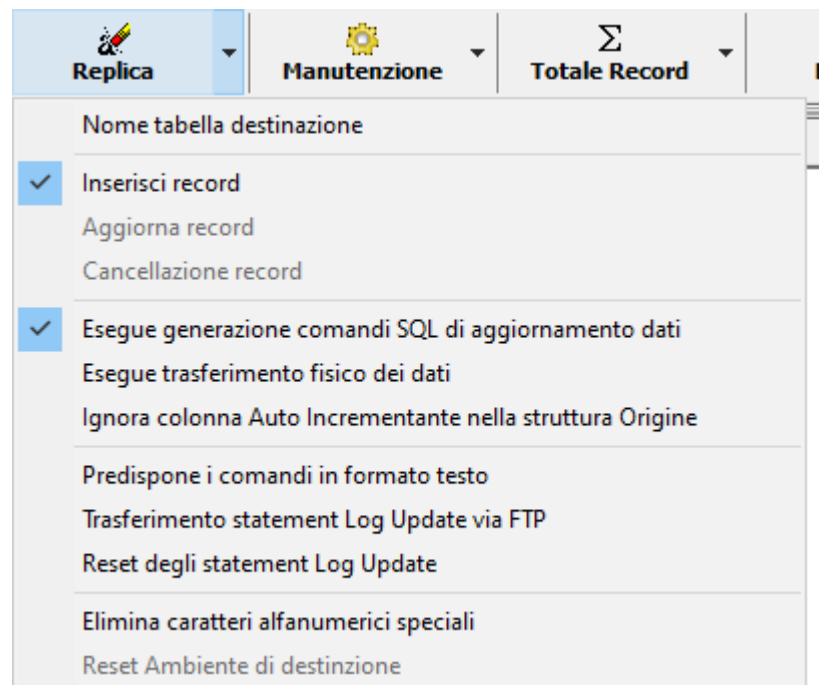 Replica
Manutenzione
Σ
Totale Record
Nome tabella destinazione
Inserisci record
Aggiorna record
Cancellazione record
Esegue generazione comandi SQL di aggiornamento dati
Esegue trasferimento fisico dei dati
Ignora colonna Auto Incrementante nella struttura Origine
Predispone i comandi in formato testo
Trasferimento statement Log Update via FTP
Reset degli statement Log Update
Elimina caratteri alfanumerici speciali
Reset Ambiente di destinzione